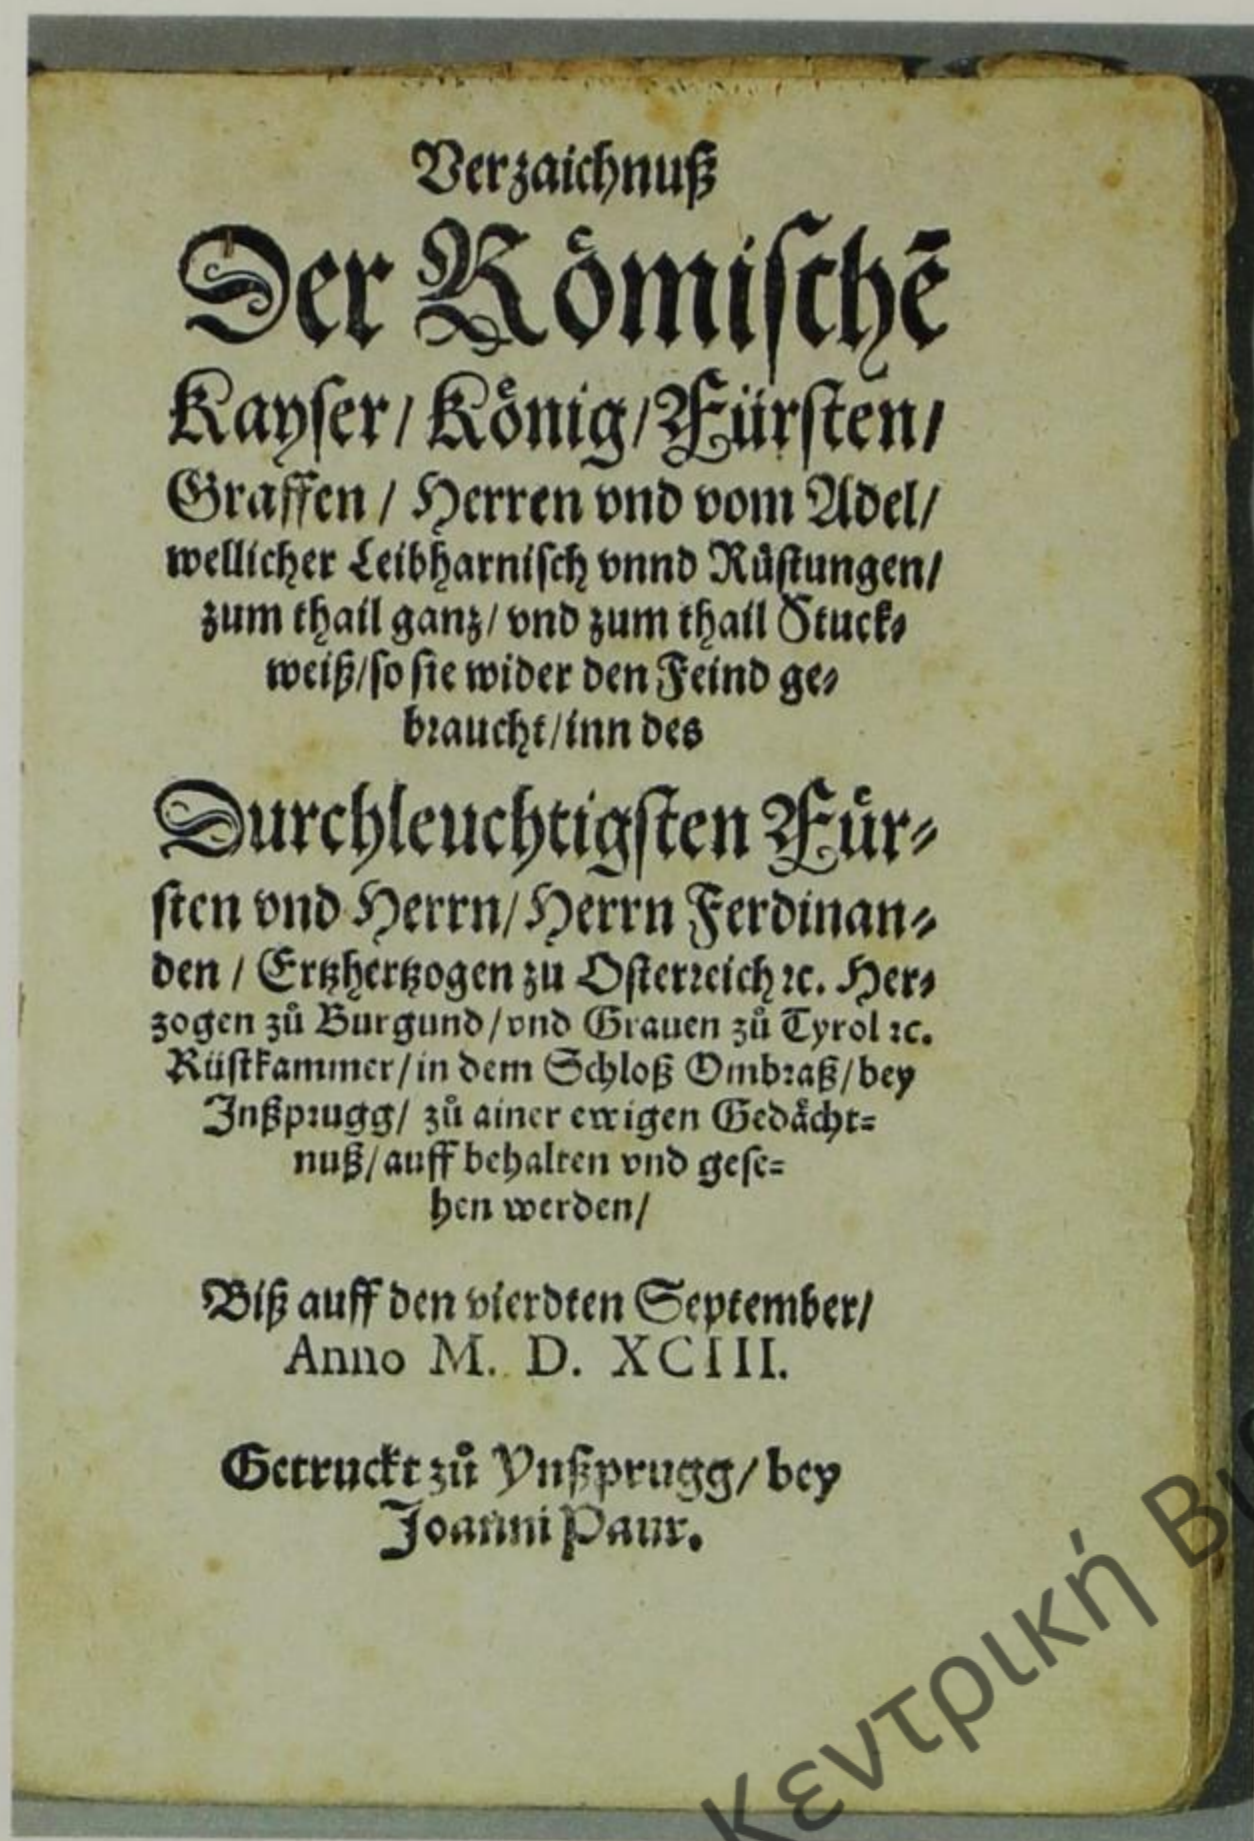 Verzaichnuß
Der Römischē
Kayser/ König/ Fürsten/
Graffen / Herren vnd vom Adel/
wellicher Leibharnisch vnnd Rüstungen/
zum thail ganz/ vnd zum thail Stuck⸗
weiß/so sie wider den Feind ge⸗
braucht/inn des
Durchleuchtigsten Für⸗
sten vnd Herrn/ Herrn Ferdinan⸗
den / Ertzhertzogen zu Osterreich ꝛc. Her⸗
zogen zů Burgund/vnd Grauen zů Tyrol ꝛc.
Rüstkammer/in dem Schloß Ombraß/bey
Jnßprugg/ zů ainer ewigen Gedächt⸗
nuß/auff behalten vnd gese⸗
hen werden/
Biß auff den vierdten September/
Anno M. D. XCIII.
Getruckt zů Ynßprugg/ bey
Joanni Paur.
Κεντρική